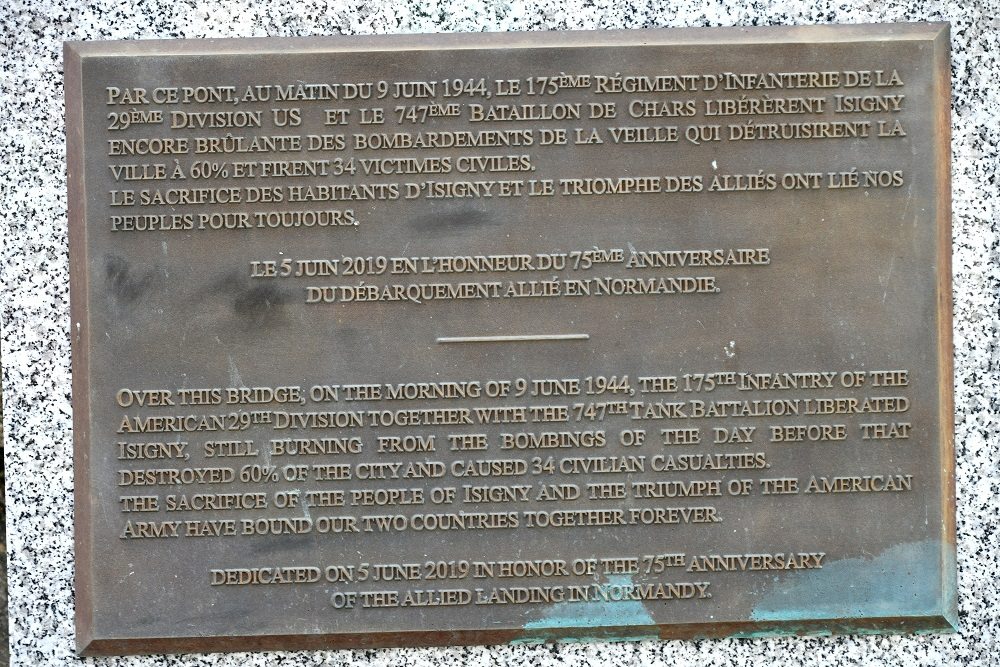 PAR CE PONT, AU MATIN DU 9 JUIN 1944, LE 175ÈME RÉGIMENT D'INFANTERIE DE LA
29ÈME DIVISION US ET LE 747ÈME BATAILLON DE CHARS LIBÉRÈRENT ISIGNY
ENCORE BRÛLANTE DES BOMBARDEMENTS DE LA VEILLE QUI DÉTRUISIRENT LA
VILLE À 60% ET FIRENT 34 VICTIMES CIVILES.
LE SACRIFICE DES HABITANTS D'ISIGNY ET LE TRIOMPHE DES ALLIÉS ONT LIÉ NOS
PEUPLES POUR TOUJOURS.
LE 5 JUIN 2019 EN L'HONNEUR DU 75ÈME ANNIVERSAIRE
DU DÉBARQUEMENT ALLIÉ EN NORMANDIE.
OVER THIS BRIDGE, ON THE MORNING OF 9 JUNE 1944, THE 175TH INFANTRY OF THE
AMERICAN 29TH DIVISION TOGETHER WITH THE 747TH TANK BATTALION LIBERATED
ISIGNY, STILL BURNING FROM THE BOMBINGS OF THE DAY BEFORE THAT
DESTROYED 60% OF THE CITY AND CAUSED 34 CIVILIAN CASUALTIES.
THE SACRIFICE OF THE PEOPLE OF ISIGNY AND THE TRIUMPH OF THE AMERICAN
ARMY HAVE BOUND OUR TWO COUNTRIES TOGETHER FOREVER.
DEDICATED ON 5 JUNE 2019 IN HONOR OF THE 75TH ANNIVERSARY
OF THE ALLIED LANDING IN NORMANDY.